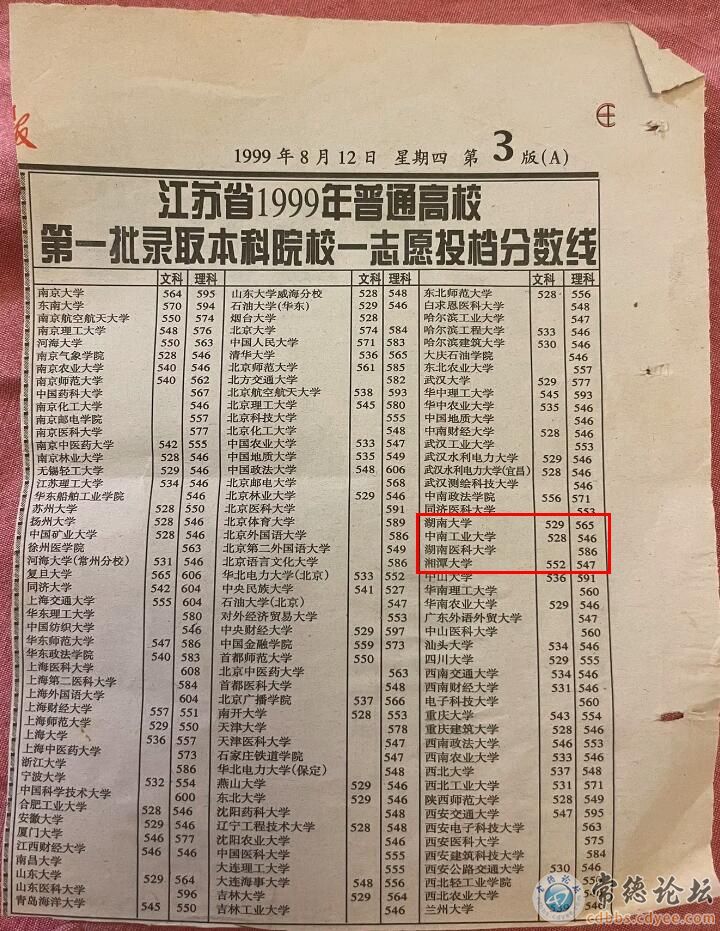 报
1999年8月12日 星期四 第3版(A)
江苏省1999年普通高校
第一批录取本科院校一志愿投档分数线
文科 理科 文科 理科 文科 理科
南京大学 564 595
东南大学 570 594
南京航空航天大学 550 574
南京理工大学 548 576
河海大学 550 563
南京气象学院 528 546
南京农业大学 540 546
南京师范大学 540 562
中国药科大学 567
南京化工大学 546
南京邮电学院 557
南京医科大学 557
南京中医药大学 542 555
南京林业大学 528 546
无锡轻工大学 529 546
江苏理工大学 534 546
华东船舶工业学院 546
苏州大学 528 550
扬州大学 528 546
中国矿业大学 528 546
徐州医学院 563
河海大学(常州分校) 531 546
复旦大学 565 606
同济大学 542 604
上海交通大学 555 604
华东理工大学 580
中国纺织大学 546
华东师范大学 547 586
华东政法学院 540 583
上海医科大学 608
上海第二医科大学 584
上海外国语大学 604
上海财经大学 557 551
上海师范大学 529 550
上海大学 536 557
上海中医药大学 573
浙江大学 586
宁波大学 532 554
中国科学技术大学 600
合肥工业大学 528 546
安徽大学 529 546
厦门大学 546 577
江西财经大学 546 546
南昌大学
山东大学 529 564
山东医科大学 596
青岛海洋大学 545 550
山东大学威海分校 528 548
石油大学(华东) 529 546
烟台大学 528
北京大学 574 584
中国人民大学 571 583
清华大学 536 565
北京师范大学 561 585
北方交通大学 582
北京航空航天大学 538 593
北京理工大学 545 580
北京科技大学 557
北京化工大学 548
中国农业大学 533 547
中国地质大学 535 549
中国政法大学 548 606
北京邮电大学 568
北京林业大学 529 546
北京医科大学 591
北京体育大学 589
北京外国语大学 586
北京第二外国语大学 549
北京语言文化大学 586
华北电力大学(北京) 533 552
中央民族大学 541 527
石油大学(北京) 547
对外经济贸易大学 553
中央财经大学 529 597
中国金融学院 559 573
首都师范大学 550
北京中医药大学 563
首都医科大学 548
北京广播学院 537 566
南开大学 528 553
天津大学 578
天津医科大学 547
石家庄铁道学院 547
华北电力大学(保定) 548
燕山大学 529 547
东北大学 529 546
沈阳药科大学 546
辽宁工程技术大学 528 548
沈阳农业大学
中国医科大学 555
大连理工大学 555
大连海事大学 548 556
吉林大学 529 564
吉林工业大学 546
东北师范大学 528 556
白求恩医科大学 548
哈尔滨工业大学 547
哈尔滨工程大学 533 546
哈尔滨建筑大学 530 546
大庆石油学院 546
东北农业大学 557
武汉大学 529 577
华中理工大学 545 593
华中农业大学 535 546
中国地质大学 546
中南财经大学 528 546
武汉工业大学 553
武汉水利电力大学 529 546
武汉水利电力大学(宜昌) 528 546
武汉测绘科技大学 546
中南政法学院 556 571
同济医科大学 553
湖南大学 529 565
中南工业大学 528 546
湖南医科大学 586
湘潭大学 552 547
中山大学 536 591
华南理工大学 560
华南农业大学 529 546
广东外语外贸大学 547
中山医科大学 560
汕头大学 534 546
四川大学 529 555
西南交通大学 534 546
西南财经大学 531 546
电子科技大学 560
重庆大学 543 554
重庆建筑大学 528 546
西南政法大学 546 553
西南农业大学 533 546
西北大学 537 548
西北工业大学 531 571
陕西师范大学 528 549
西安交通大学 547 595
西安电子科技大学 563
西安医科大学 575
西安建筑科技大学 584
西安公路交通大学 530 546
西北轻工业学院
西北农业大学
兰州大学
常德论坛
cdbbs.cdyee.com